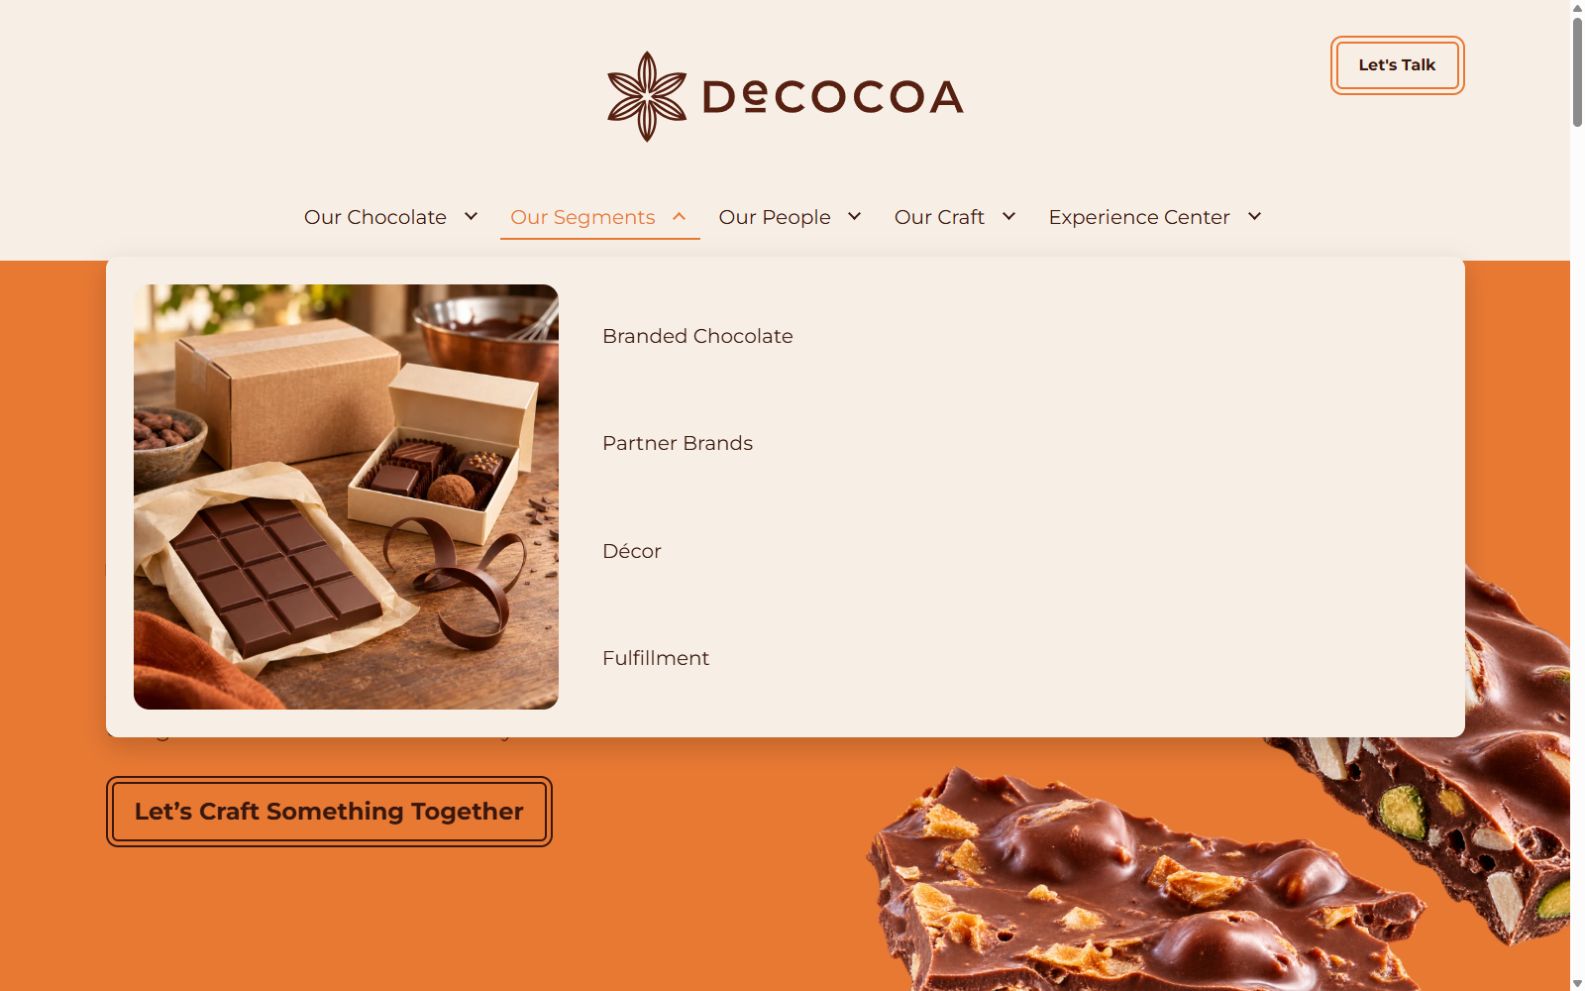 DeCOCOA
Let's Talk
Our Chocolate
Our Segments
Our People
Our Craft
Experience Center
Branded Chocolate
Partner Brands
Décor
Fulfillment
Let’s Craft Something Together